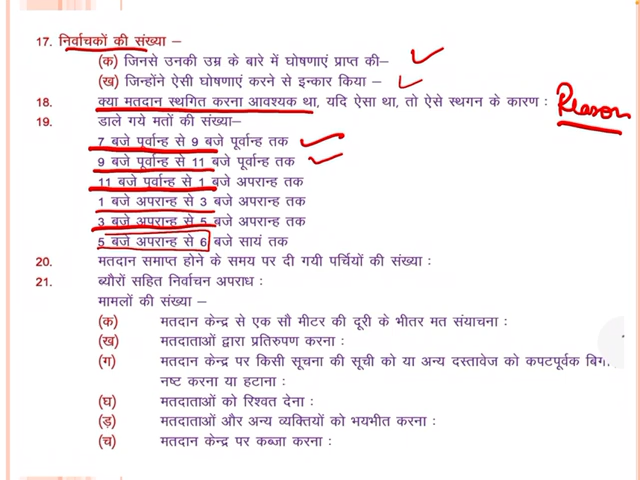 17. निर्वाचकों की संख्या –
(क) जिनसे उनकी उम्र के बारे में घोषणाएं प्राप्त की–
(ख) जिन्होंने ऐसी घोषणाएं करने से इन्कार किया –
18. क्या मतदान स्थगित करना आवश्यक था, यदि ऐसा था, तो ऐसे स्थगन के कारण : Reason
19. डाले गये मतों की संख्या–
7 बजे पूर्वान्ह से 9 बजे पूर्वान्ह तक
9 बजे पूर्वान्ह से 11 बजे पूर्वान्ह तक
11 बजे पूर्वान्ह से 1 बजे अपरान्ह तक
1 बजे अपरान्ह से 3 बजे अपरान्ह तक
3 बजे अपरान्ह से 5 बजे अपरान्ह तक
5 बजे अपरान्ह से 6 बजे सायं तक
20. मतदान समाप्त होने के समय पर दी गयी पर्चियों की संख्या :
21. ब्यौरों सहित निर्वाचन अपराध :
मामलों की संख्या –
(क) मतदान केन्द्र से एक सौ मीटर की दूरी के भीतर मत संयाचना :
(ख) मतदाताओं द्वारा प्रतिरुपण करना :
(ग) मतदान केन्द्र पर किसी सूचना की सूची को या अन्य दस्तावेज को कपटपूर्वक
नष्ट करना या हटाना :
(घ) मतदाताओं को रिश्वत देना :
(ड़) मतदाताओं और अन्य व्यक्तियों को भयभीत करना :
(च) मतदान केन्द्र पर कब्जा करना :